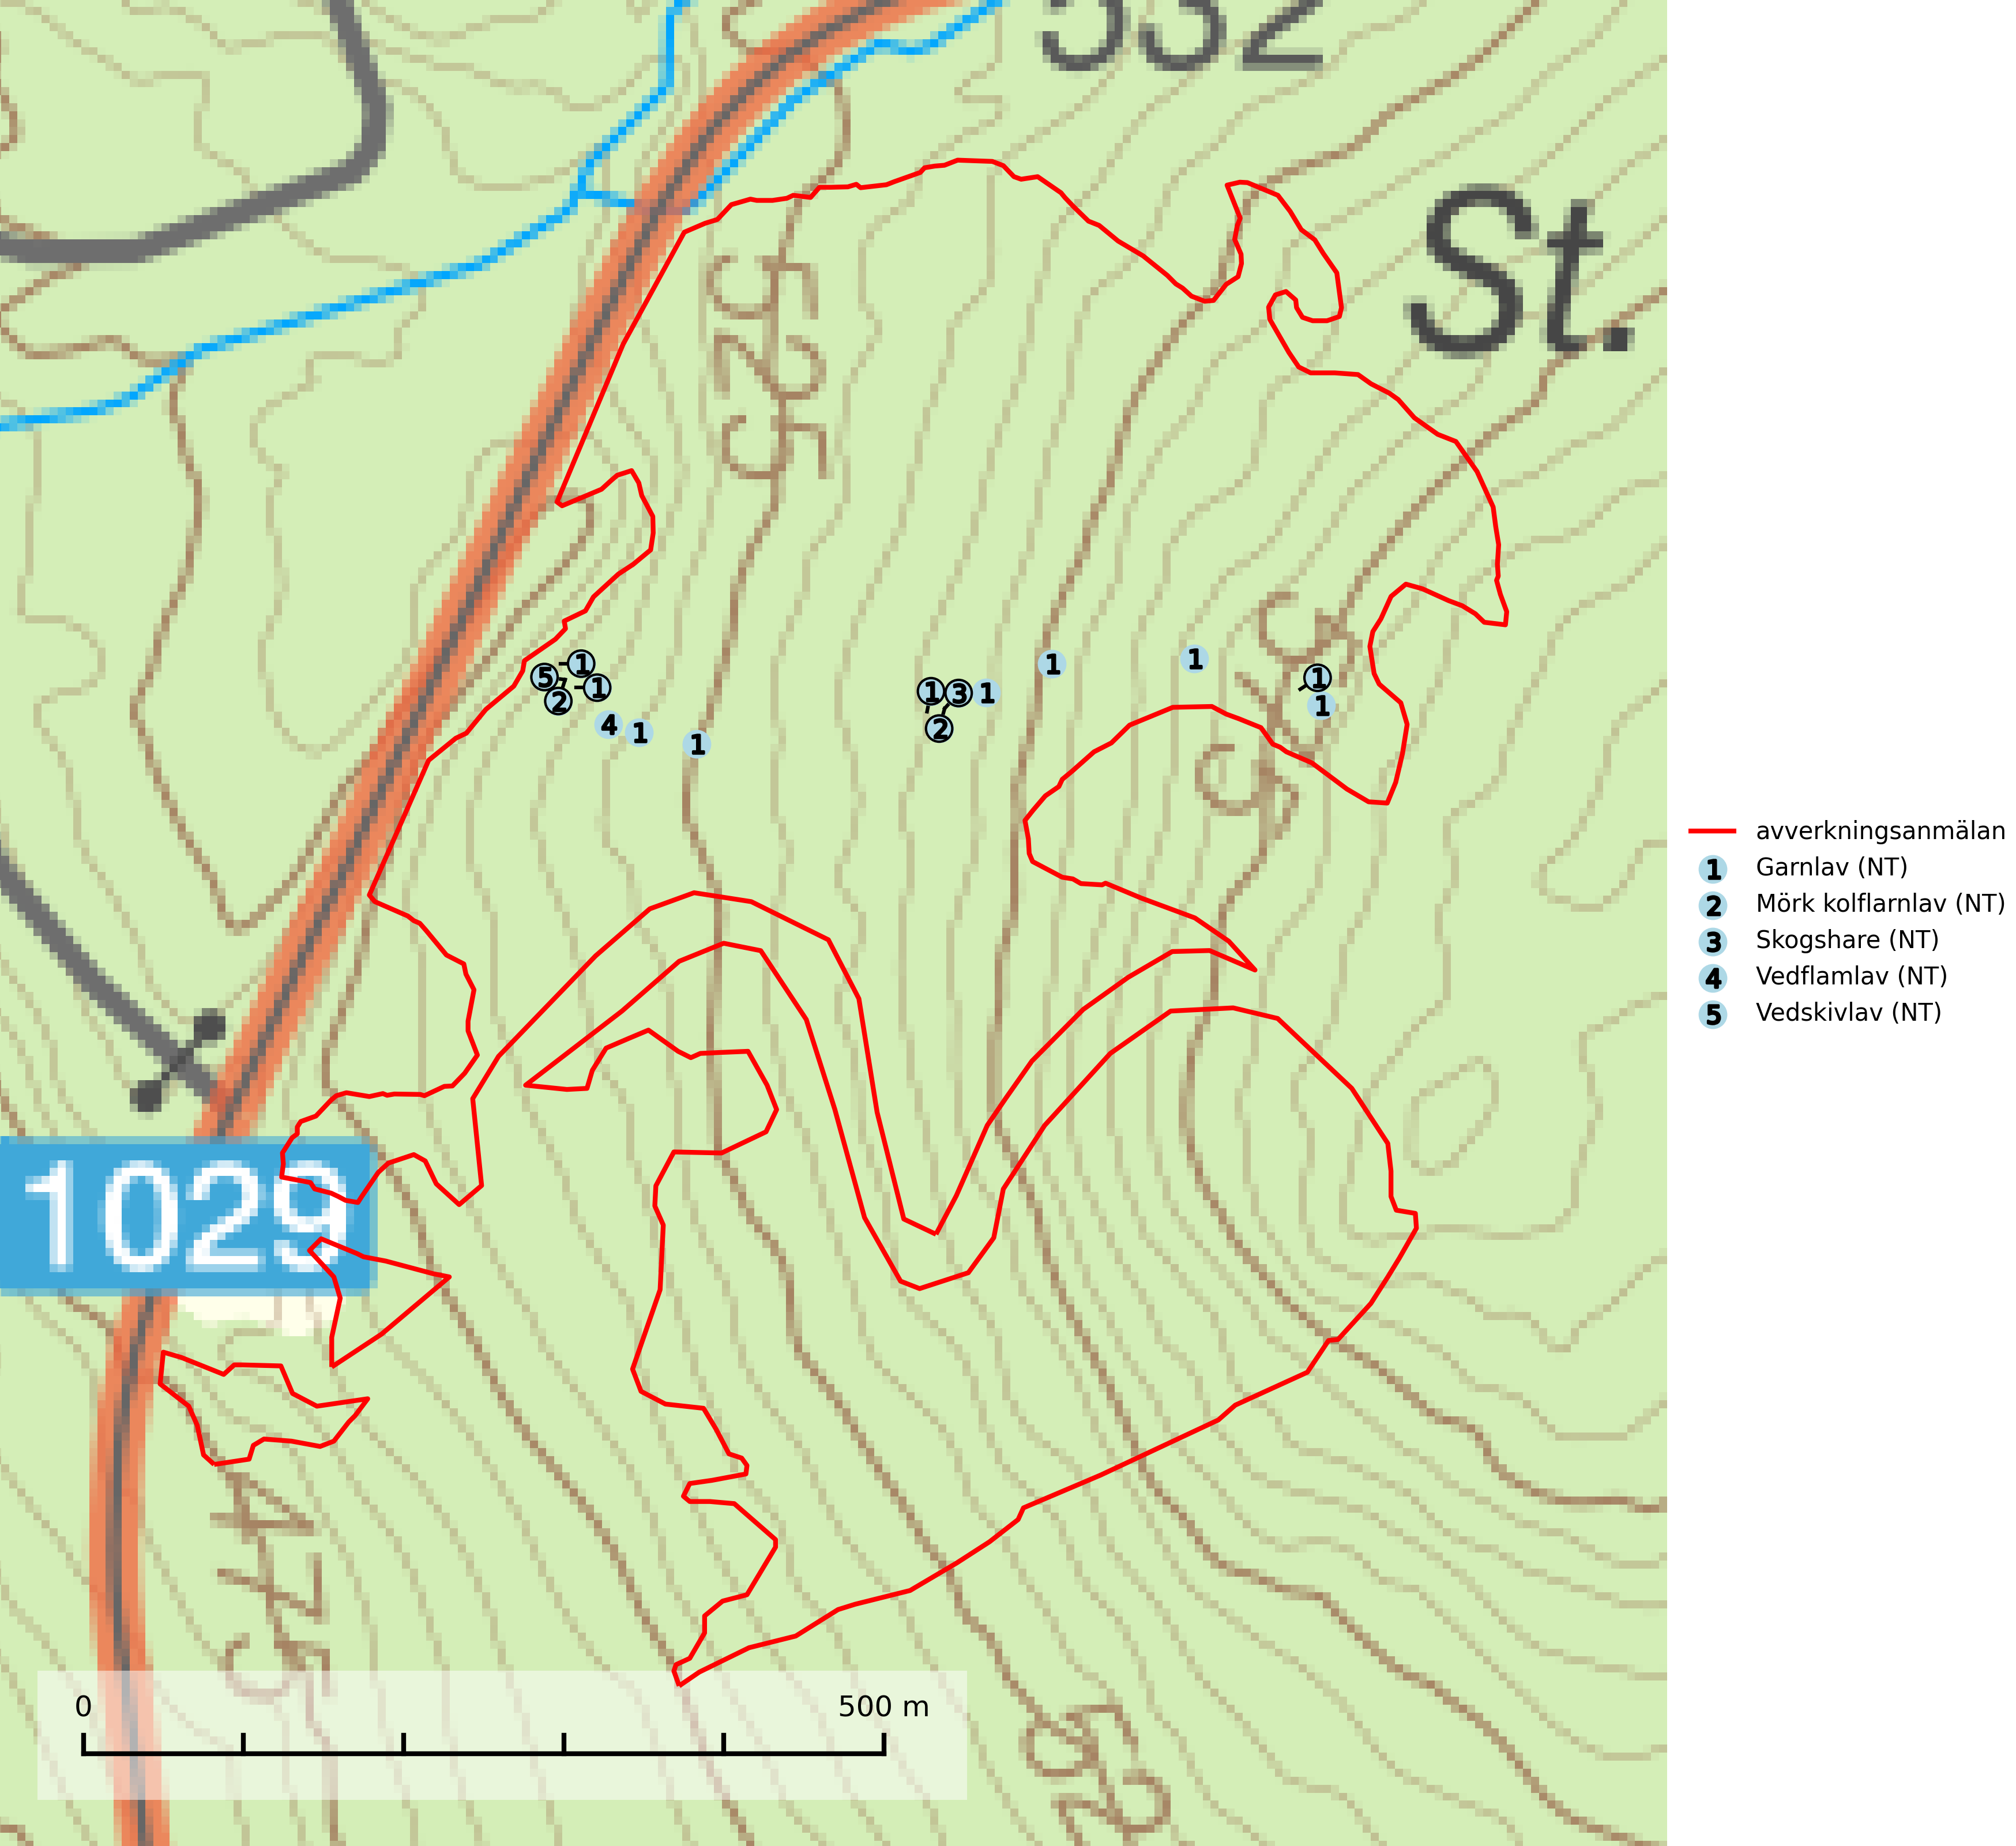 St.
525
1029
0 500 m
avverkningsanmälan
1 Garnlav (NT)
2 Mörk kolflarnlav (NT)
3 Skogshare (NT)
4 Vedflamlav (NT)
5 Vedskivlav (NT)
1
5
1
2
4
1
1
1
3
1
2
1
1
1
1